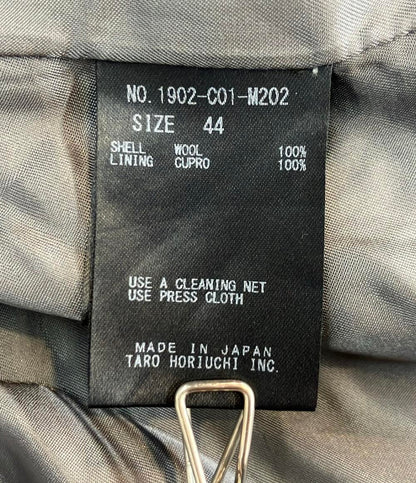 NO. 1902-C01-M202
SIZE 44
SHELL WOOL 100%
LINING CUPRO 100%
USE A CLEANING NET
USE PRESS CLOTH
MADE IN JAPAN
TARO HORIUCHI INC.